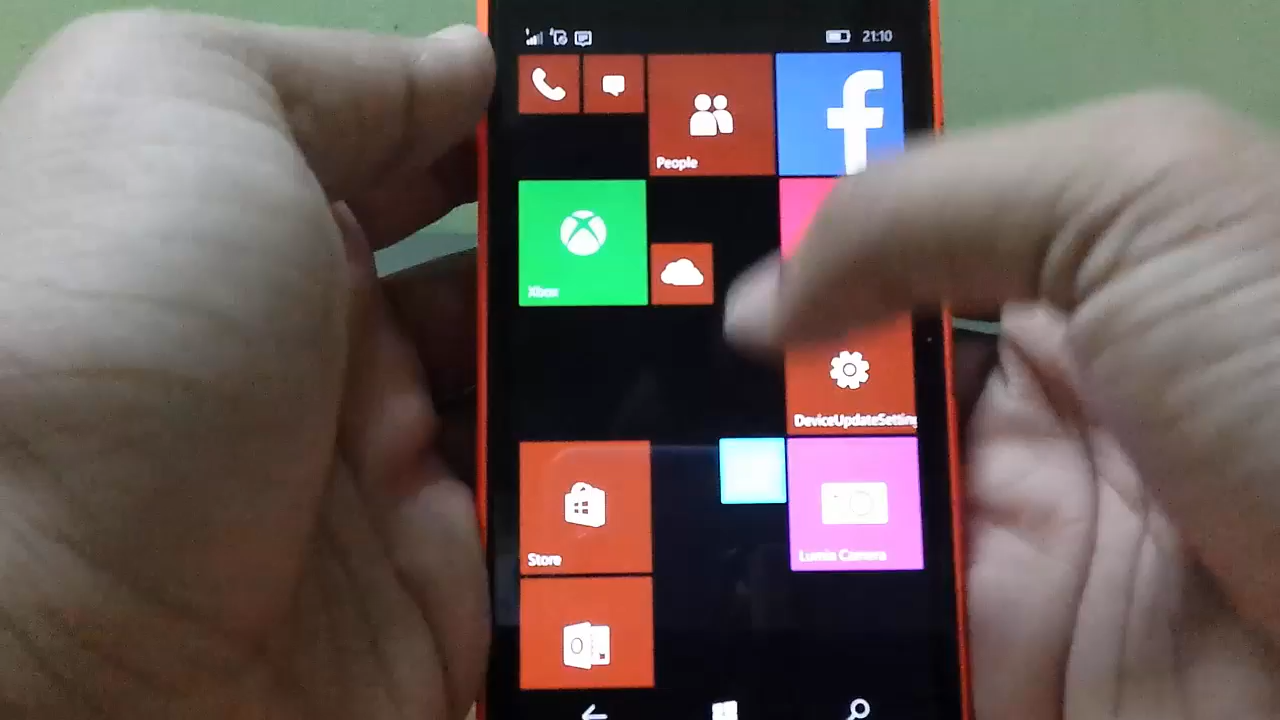 21:10
People
f
Xbox
DeviceUpdateSetting
Store
Lumia Camera